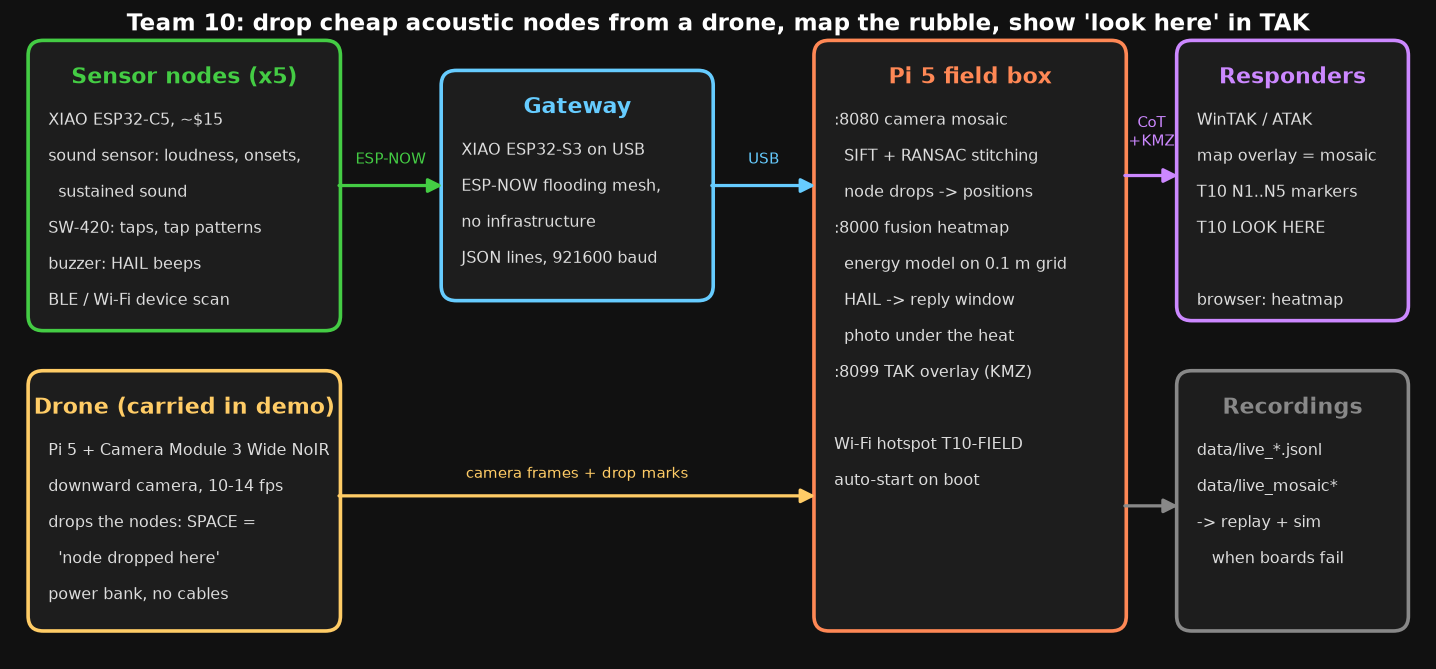 Team 10: drop cheap acoustic nodes from a drone, map the rubble, show 'look here' in TAK
Sensor nodes (x5)
XIAO ESP32-C5, ~$15
sound sensor: loudness, onsets,
sustained sound
SW-420: taps, tap patterns
buzzer: HAIL beeps
BLE / Wi-Fi device scan
ESP-NOW
Gateway
XIAO ESP32-S3 on USB
ESP-NOW flooding mesh,
no infrastructure
JSON lines, 921600 baud
USB
Pi 5 field box
:8080 camera mosaic
SIFT + RANSAC stitching
node drops -> positions
:8000 fusion heatmap
energy model on 0.1 m grid
HAIL -> reply window
photo under the heat
:8099 TAK overlay (KMZ)
Wi-Fi hotspot T10-FIELD
auto-start on boot
CoT
+KMZ
Responders
WinTAK / ATAK
map overlay = mosaic
T10 N1..N5 markers
T10 LOOK HERE
browser: heatmap
Drone (carried in demo)
Pi 5 + Camera Module 3 Wide NoIR
downward camera, 10-14 fps
drops the nodes: SPACE =
'node dropped here'
power bank, no cables
camera frames + drop marks
Recordings
data/live_*.jsonl
data/live_mosaic*
-> replay + sim
when boards fail